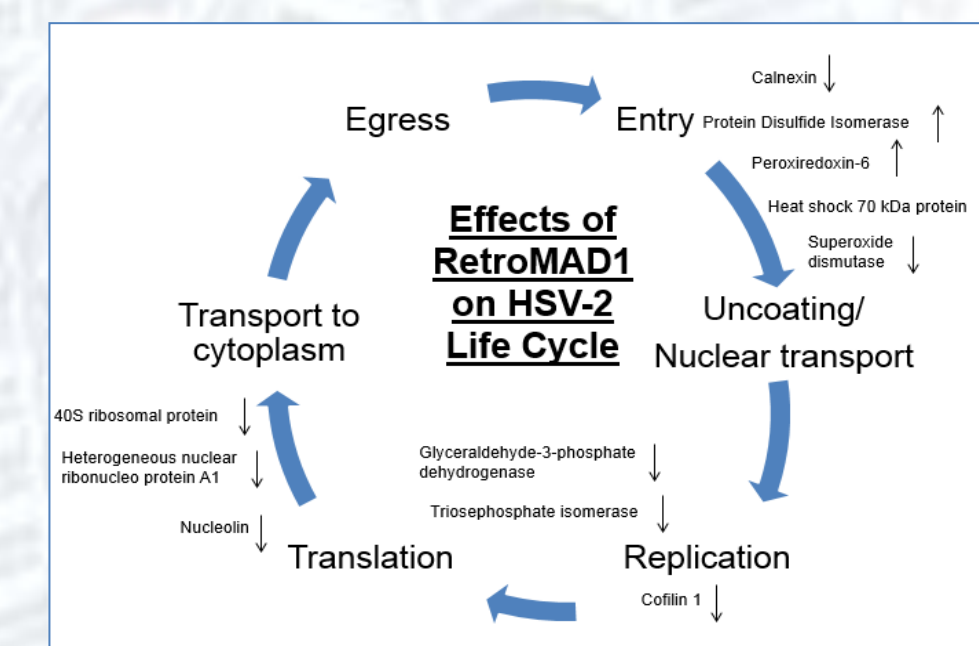 Calnexin
Egress
Entry
Protein Disulfide Isomerase
Peroxiredoxin-6
Heat shock 70 kDa protein
Superoxide
dismutase
Effects of
RetroMAD1
on HSV-2
Life Cycle
Uncoating/
Nuclear transport
Transport to
cytoplasm
40S ribosomal protein
Heterogeneous nuclear
ribonucleo protein A1
Nucleolin
Glyceraldehyde-3-phosphate
dehydrogenase
Triosephosphate isomerase
Translation
Replication
Cofilin 1